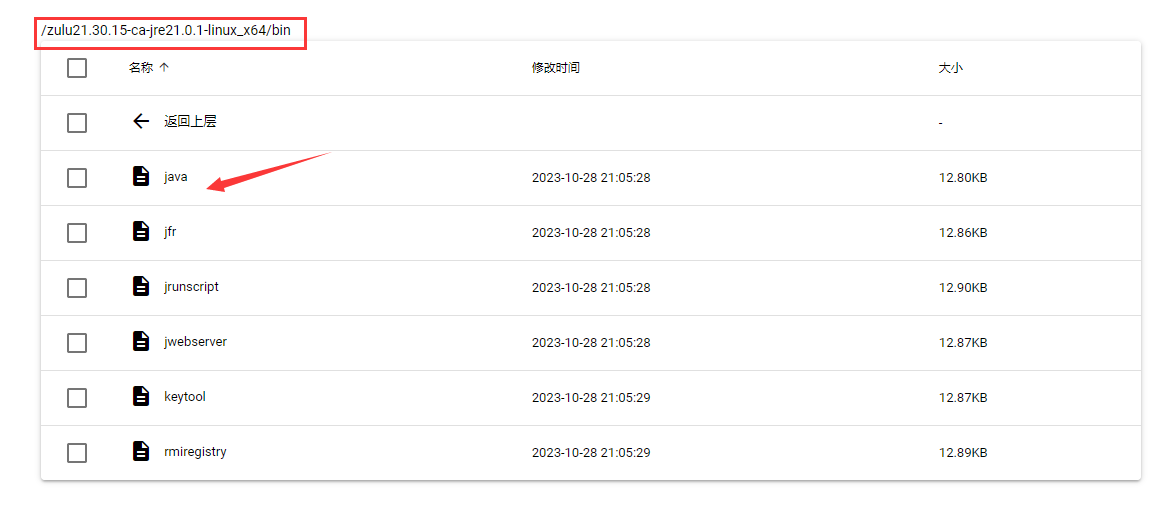 /zulu21.30.15-ca-jre21.0.1-linux_x64/bin
名称 修改时间 大小
返回上层 -
java 2023-10-28 21:05:28 12.80KB
jfr 2023-10-28 21:05:28 12.86KB
jrunscript 2023-10-28 21:05:28 12.90KB
jwebserver 2023-10-28 21:05:28 12.87KB
keytool 2023-10-28 21:05:29 12.87KB
rmiregistry 2023-10-28 21:05:29 12.89KB